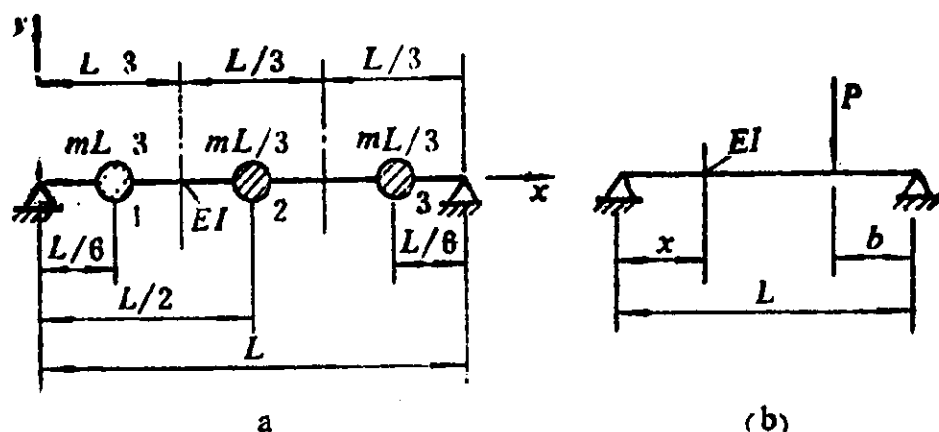 y
L 3 L/3 L/3
mL 3 mL/3 mL/3
1 EI 2 3 x
L/6 L/6
L/2
L
a
P
EI
x b
L
(b)